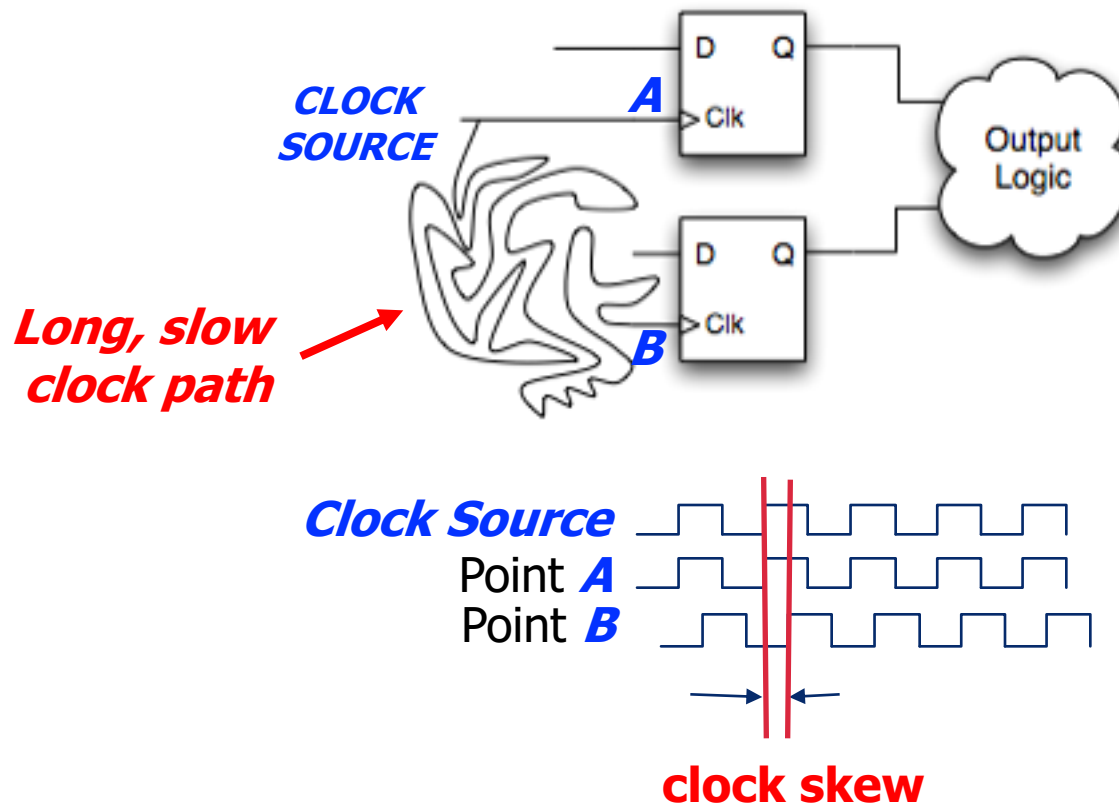 D Q
CLOCK
SOURCE
A
Clk
Output
Logic
D Q
Long, slow
clock path
B
Clk
Clock Source
Point A
Point B
clock skew